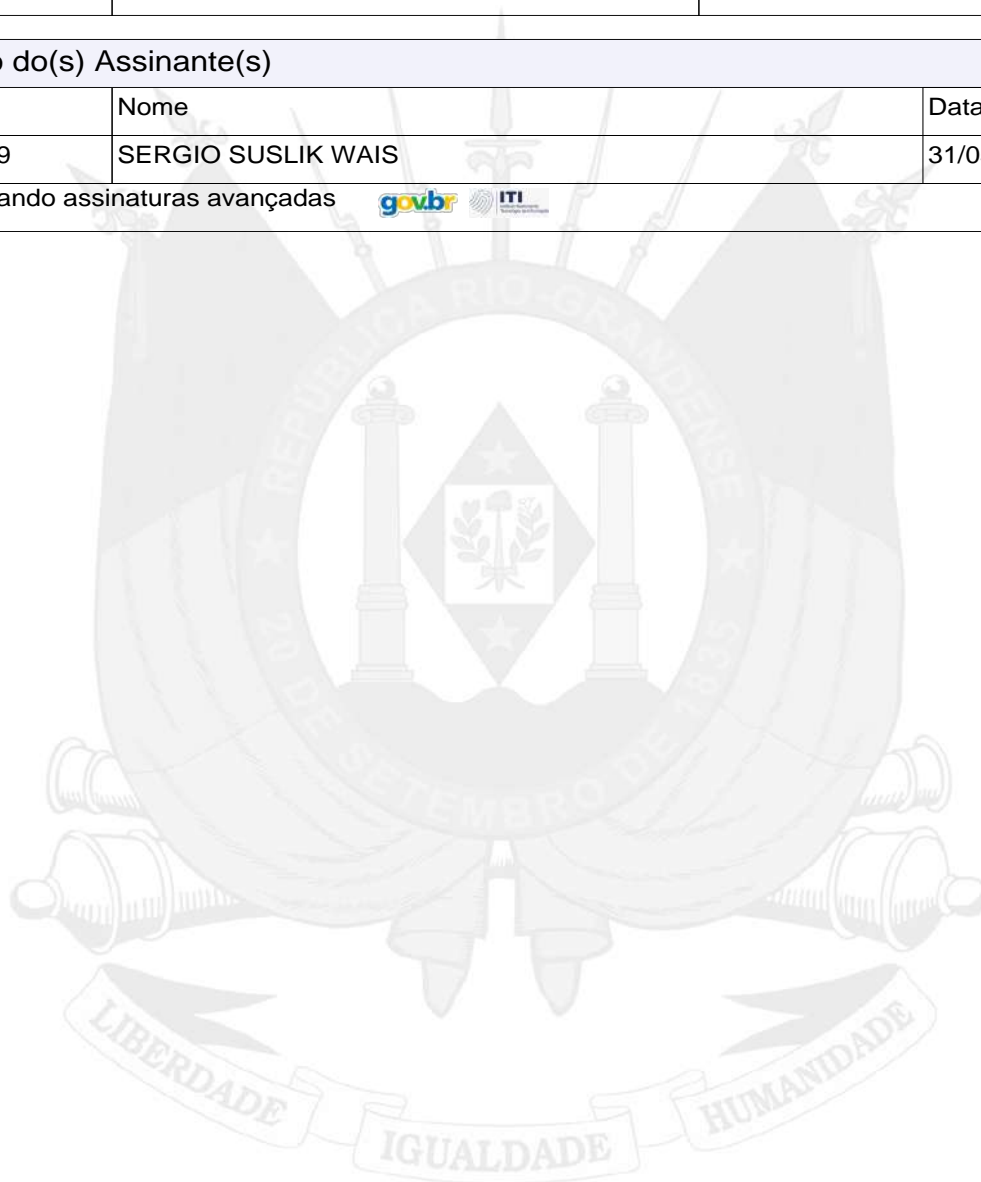 o do(s) Assinante(s)
Nome
Data
9
SERGIO SUSLIK WAIS
31/0
ando assinaturas avançadas
gov.br
ITI
REPÚBLICA RIO-GRANDENSE
20 DE SETEMBRO DE 1835
LIBERDADE
IGUALDADE
HUMANIDADE